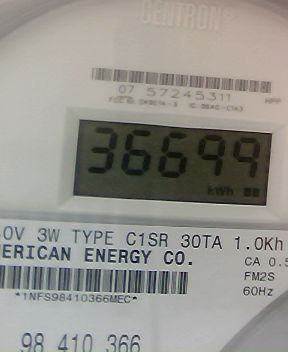 CENTRON®
07 57245311
36699
kWh
OV 3W TYPE C1SR 30TA 1.0Kh
ERICAN ENERGY CO.
CA 0.5
FM2S
*1NFS98410366MEC*
60Hz
98 410 366